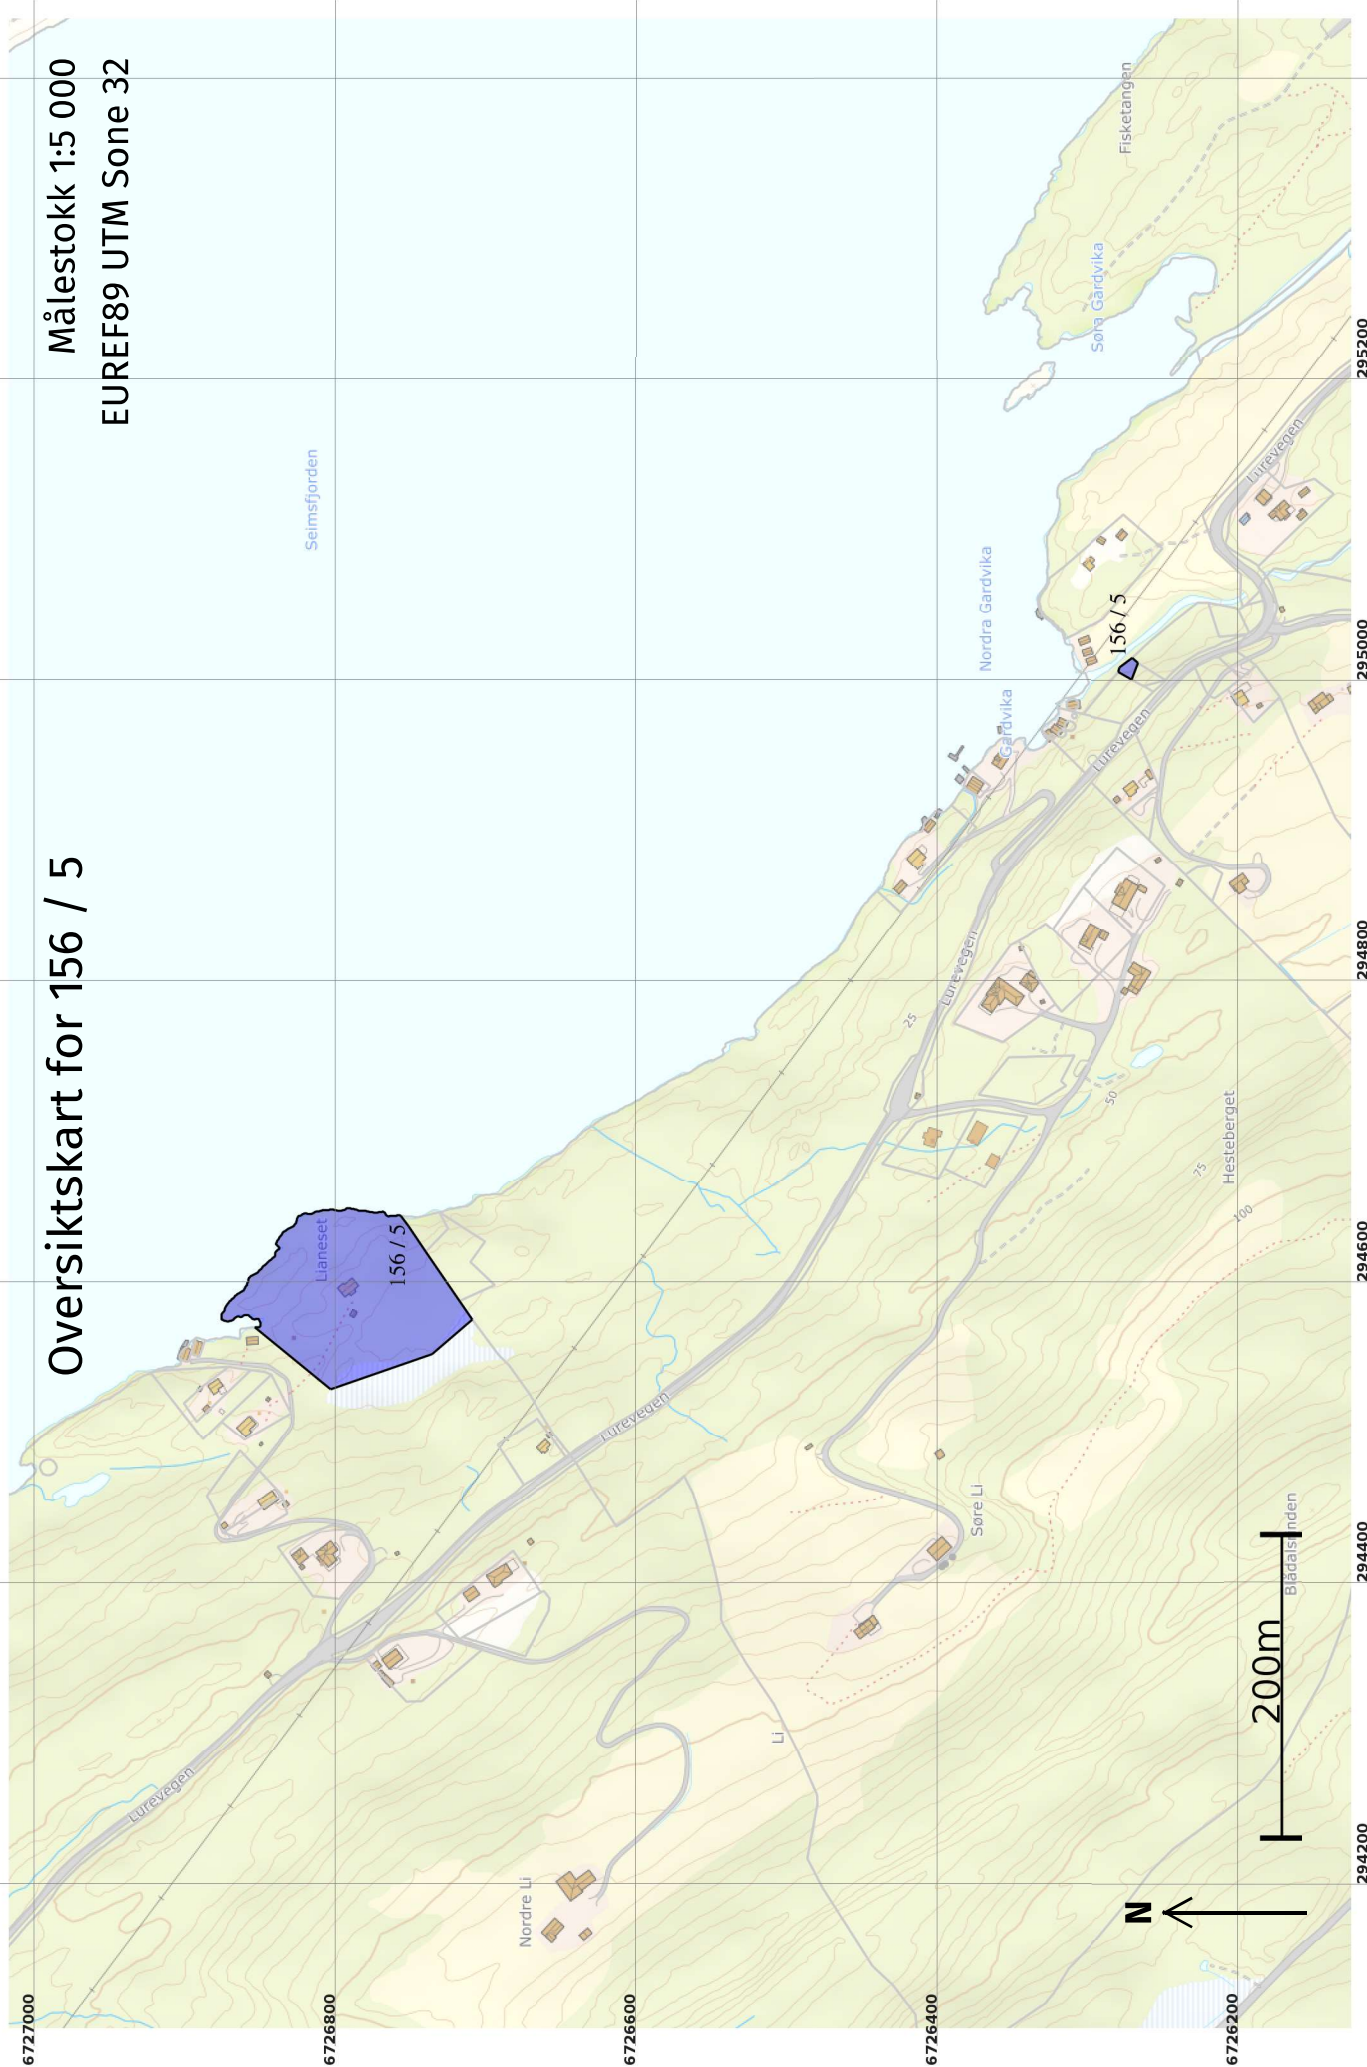 Oversiktskart for 156 / 5
Målestokk 1:5 000
EUREF89 UTM Sone 32
Seimsfjorden
Lianeset
156 / 5
Fisketangen
Søra Gardvika
Nordra Gardvika
Gardvika
156 / 5
Lurevegen
Lurevegen
Lurevegen
Lurevegen
Lurevegen
25
50
75
100
Hesteberget
Søre Li
Li
Nordre Li
200m
N
6727000
6726800
6726600
6726400
6726200
294200
294400
294600
294800
295000
295200